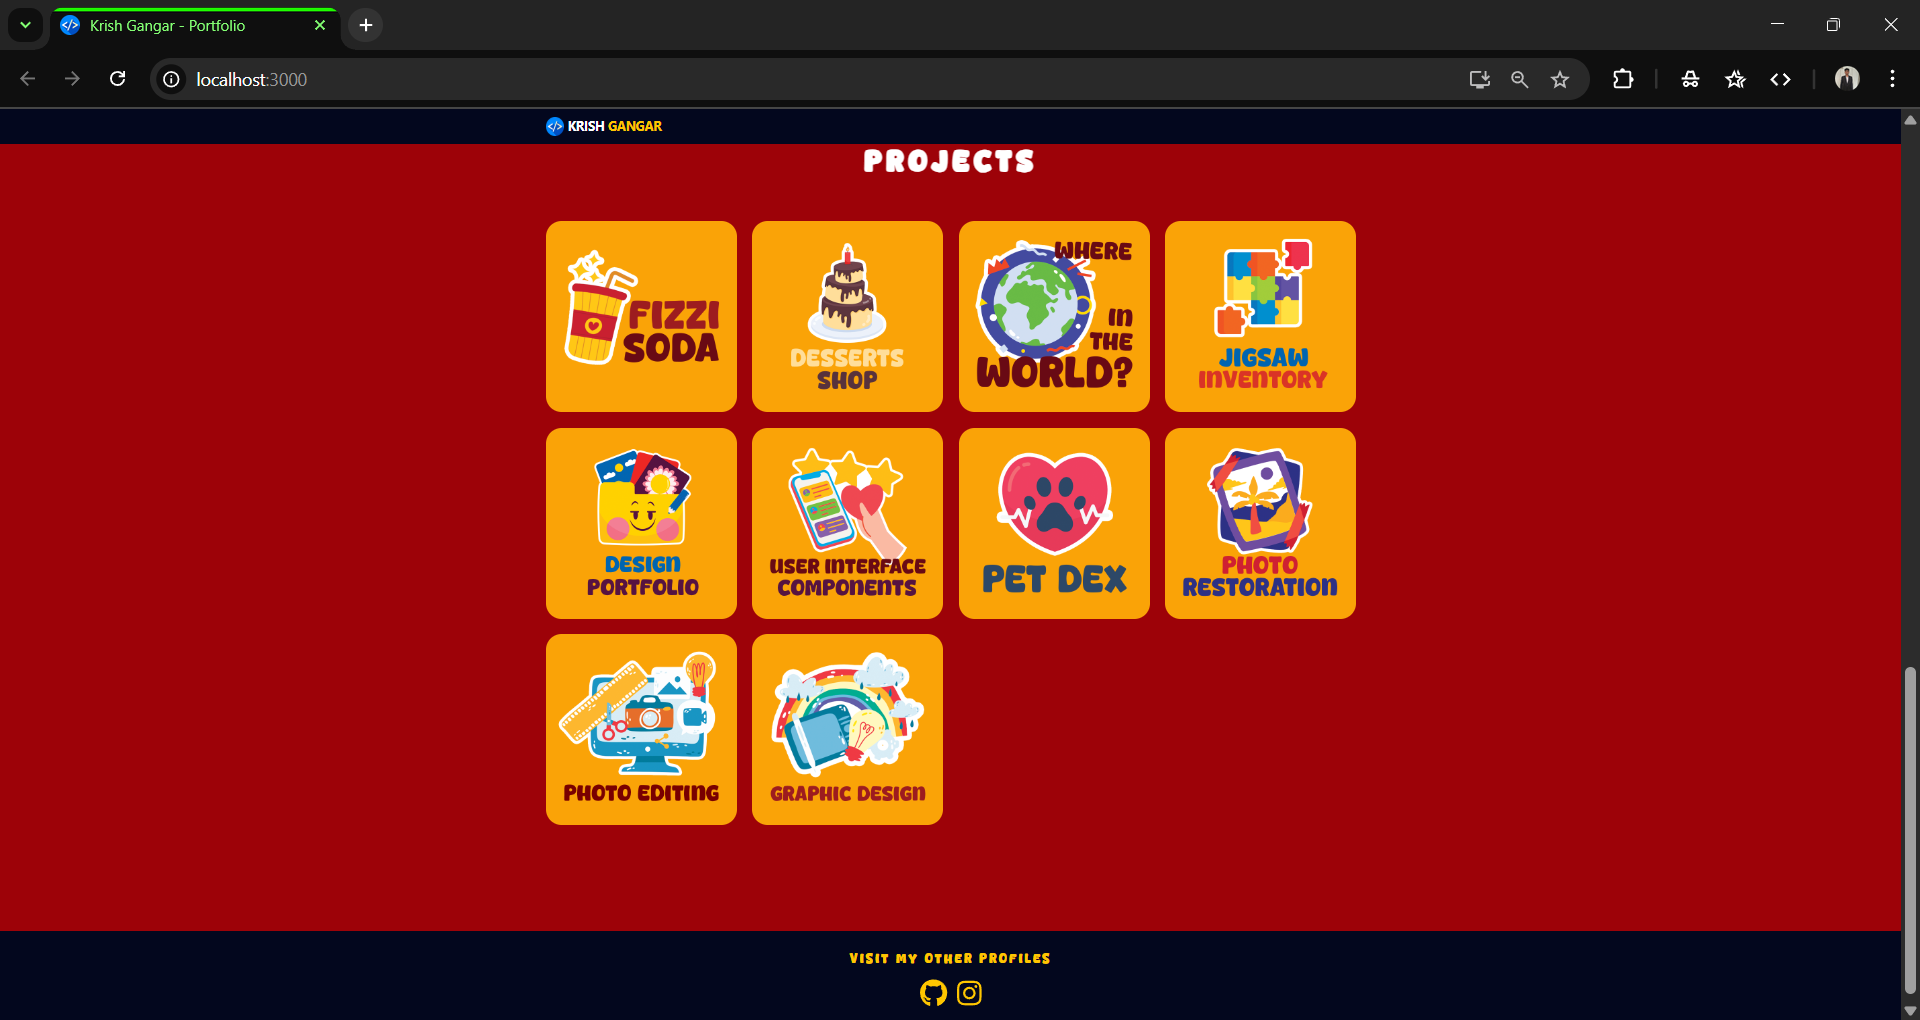 Krish Gangar - Portfolio
localhost:3000
KRISH GANGAR
PROJECTS
FIZZI
SODA
DESSERTS
SHOP
WHERE
IN
THE
WORLD?
JIGSAW
INVENTORY
DESIGN
PORTFOLIO
USER INTERFACE
COMPONENTS
PET DEX
PHOTO
RESTORATION
PHOTO EDITING
GRAPHIC DESIGN
VISIT MY OTHER PROFILES